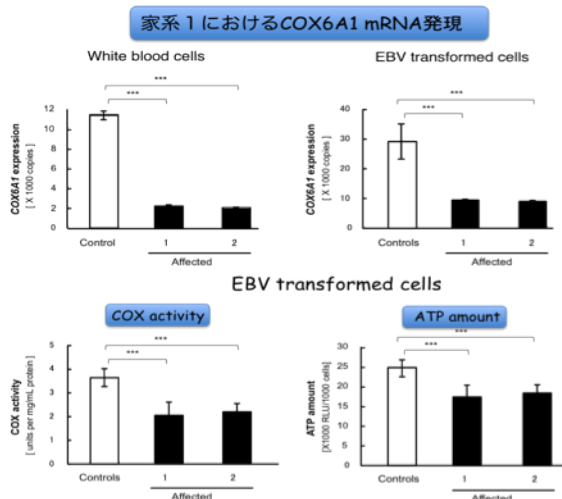 家系１におけるCOX6A1 mRNA発現
White blood cells
***
***
COX6A1 expression
[ X 1000 copies ]
12
10
8
6
4
2
0
Control
1
2
Affected
EBV transformed cells
***
***
COX6A1 expression
[ X 1000 copies ]
40
30
20
10
0
Controls
1
2
Affected
EBV transformed cells
COX activity
***
***
COX activity
[ units per mg/mL protein ]
5
4
3
2
1
0
Controls
1
2
Affected
ATP amount
***
***
ATP amount
[X1000 RLU/1000 cells]
30
25
20
15
10
5
0
Controls
1
2
Affected